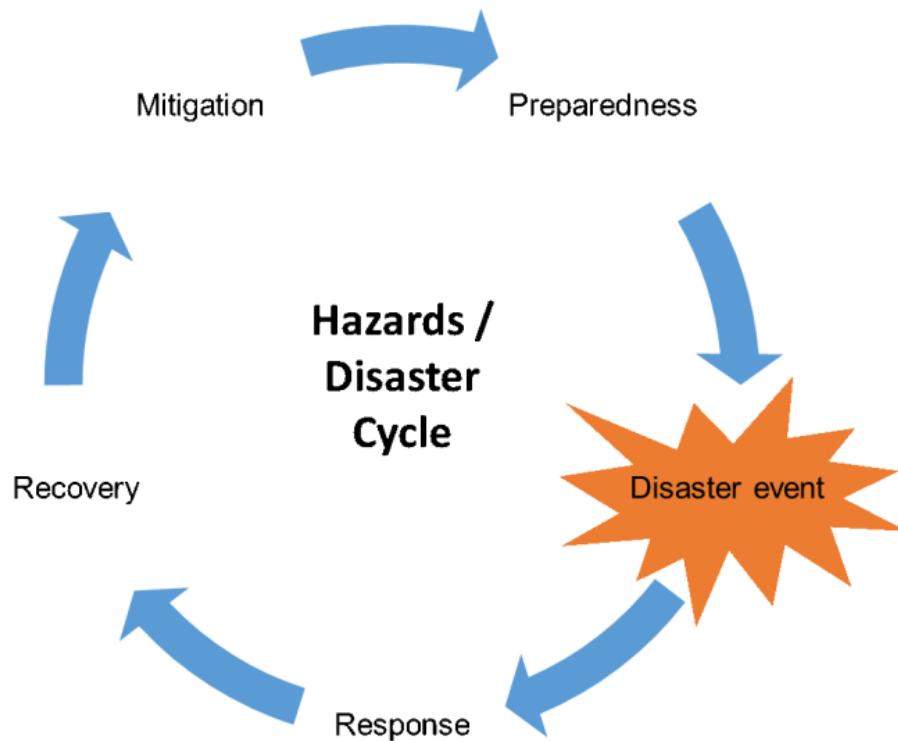 Mitigation
Preparedness
Hazards /
Disaster
Cycle
Recovery
Disaster event
Response